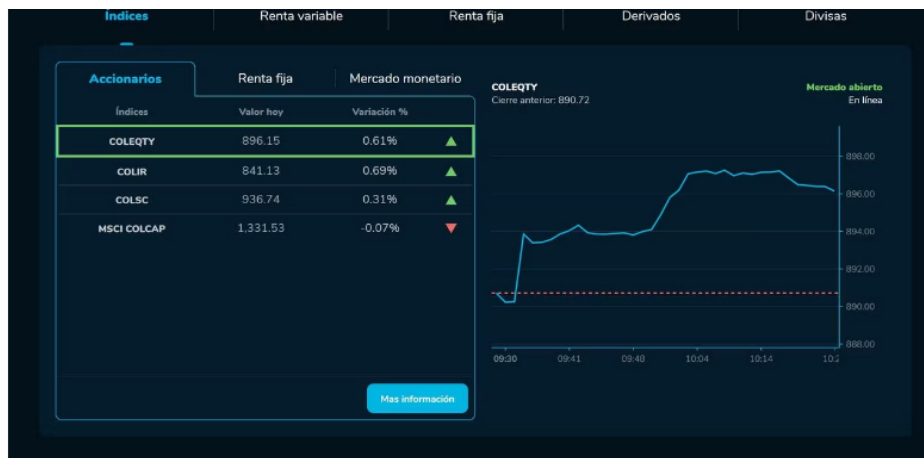 Índices Renta variable Renta fija Derivados Divisas
Accionarios Renta fija Mercado monetario
Índices Valor hoy Variación %
COLEQTY 896.15 0.61%
COLIR 841.13 0.69%
COLSC 936.74 0.31%
MSCI COLCAP 1,331.53 -0.07%
Mas información
COLEQTY Mercado abierto
Cierre anterior: 890.72 En línea
898.00
896.00
894.00
892.00
890.00
888.00
09:30 09:41 09:48 10:04 10:14 10:2